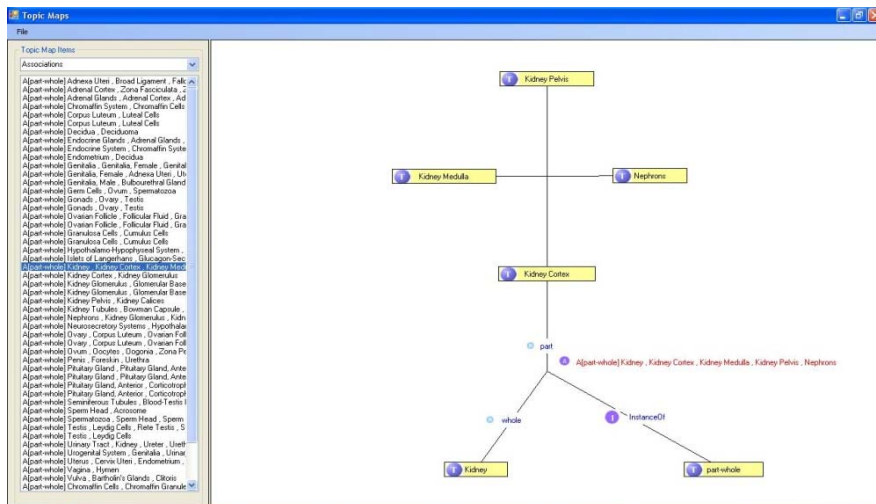 Topic Maps
File
Topic Map Items
Associations
A[part-whole] Adnexa Uteri , Broad Ligament , Fallo
A[part-whole] Adrenal Cortex , Zona Fasciculata , Z
A[part-whole] Adrenal Glands , Adrenal Cortex , Ad
A[part-whole] Chromaffin System , Chromaffin Cells
A[part-whole] Corpus Luteum , Luteal Cells
A[part-whole] Corpus Luteum , Luteal Cells
A[part-whole] Decidua , Deciduoma
A[part-whole] Endocrine Glands , Adrenal Glands ,
A[part-whole] Endocrine System , Chromaffin Syste
A[part-whole] Endometrium , Decidua
A[part-whole] Genitalia , Genitalia, Female , Genital
A[part-whole] Genitalia, Female , Adnexa Uteri , Ut
A[part-whole] Genitalia, Male , Bulbourethral Gland
A[part-whole] Germ Cells , Ovum , Spermatozoa
A[part-whole] Gonads , Ovary , Testis
A[part-whole] Gonads , Ovary , Testis
A[part-whole] Ovarian Follicle , Follicular Fluid , Gra
A[part-whole] Granulosa Cells , Cumulus Cells
A[part-whole] Granulosa Cells , Cumulus Cells
A[part-whole] Hypothalamo-Hypophyseal System ,
A[part-whole] Islets of Langerhans , Glucagon-Sec
A[part-whole] Kidney , Kidney Cortex , Kidney Med
A[part-whole] Kidney Cortex , Kidney Glomerulus
A[part-whole] Kidney Glomerulus , Glomerular Base
A[part-whole] Kidney Glomerulus , Glomerular Base
A[part-whole] Kidney Pelvis , Kidney Calices
A[part-whole] Kidney Tubules , Bowman Capsule ,
A[part-whole] Nephrons , Kidney Glomerulus , Kidn
A[part-whole] Neurosecretory Systems , Hypothala
A[part-whole] Ovary , Corpus Luteum , Ovarian Foll
A[part-whole] Ovary , Corpus Luteum , Ovarian Foll
A[part-whole] Ovum , Oocytes , Oogonia , Zona Pe
A[part-whole] Penis , Foreskin , Urethra
A[part-whole] Pituitary Gland , Pituitary Gland, Ante
A[part-whole] Pituitary Gland , Pituitary Gland, Ante
A[part-whole] Pituitary Gland, Anterior , Corticotroph
A[part-whole] Pituitary Gland, Anterior , Corticotroph
A[part-whole] Seminiferous Tubules , Blood-Testis B
A[part-whole] Sperm Head , Acrosome
A[part-whole] Spermatozoa , Sperm Head , Sperm
A[part-whole] Testis , Leydig Cells , Rete Testis , S
A[part-whole] Testis , Leydig Cells
A[part-whole] Urinary Tract , Kidney , Ureter , Ureth
A[part-whole] Urogenital System , Genitalia , Urinar
A[part-whole] Uterus , Cervix Uteri , Endometrium ,
A[part-whole] Vagina , Hymen
A[part-whole] Vulva , Bartholin's Glands , Clitoris
A[part-whole] Chromaffin Cells , Chromaffin Granule
T Kidney Pelvis
T Kidney Medulla
T Nephrons
T Kidney Cortex
part
A A[part-whole] Kidney , Kidney Cortex , Kidney Medulla , Kidney Pelvis , Nephrons
whole
I InstanceOf
T Kidney
T part-whole